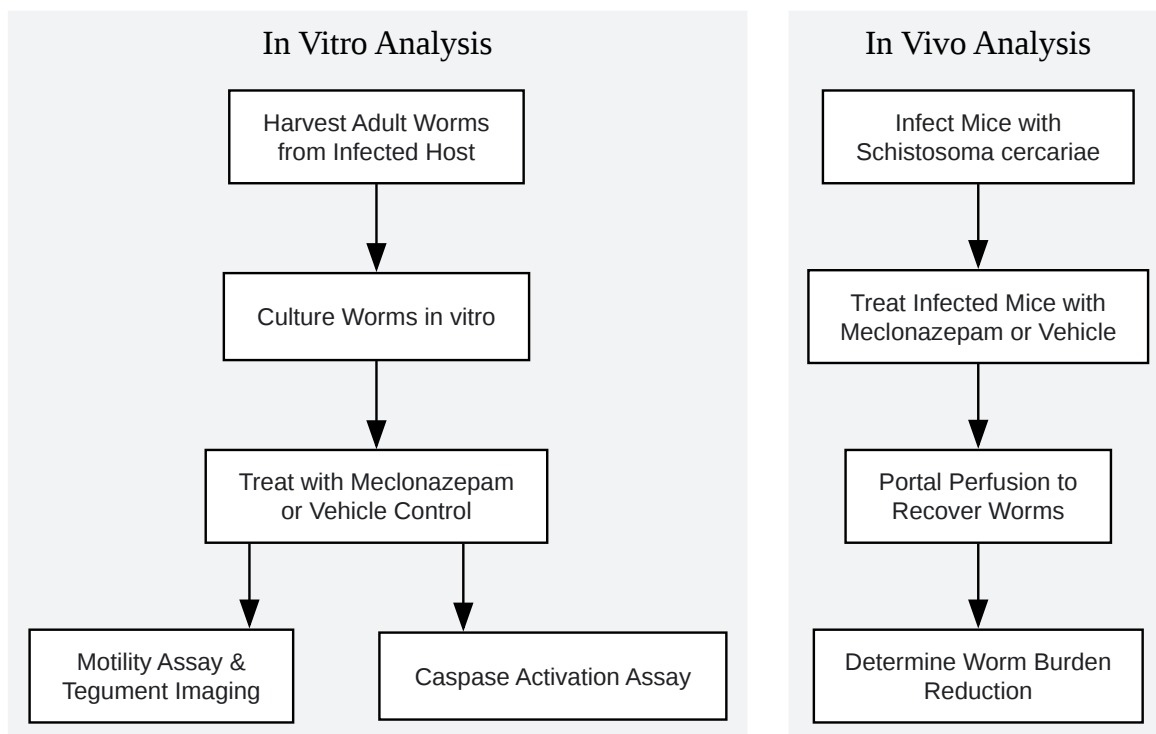 In Vitro Analysis
Harvest Adult Worms
from Infected Host
Culture Worms in vitro
Treat with Meclonazepam
or Vehicle Control
Motility Assay &
Tegument Imaging
Caspase Activation Assay
In Vivo Analysis
Infect Mice with
Schistosoma cercariae
Treat Infected Mice with
Meclonazepam or Vehicle
Portal Perfusion to
Recover Worms
Determine Worm Burden
Reduction